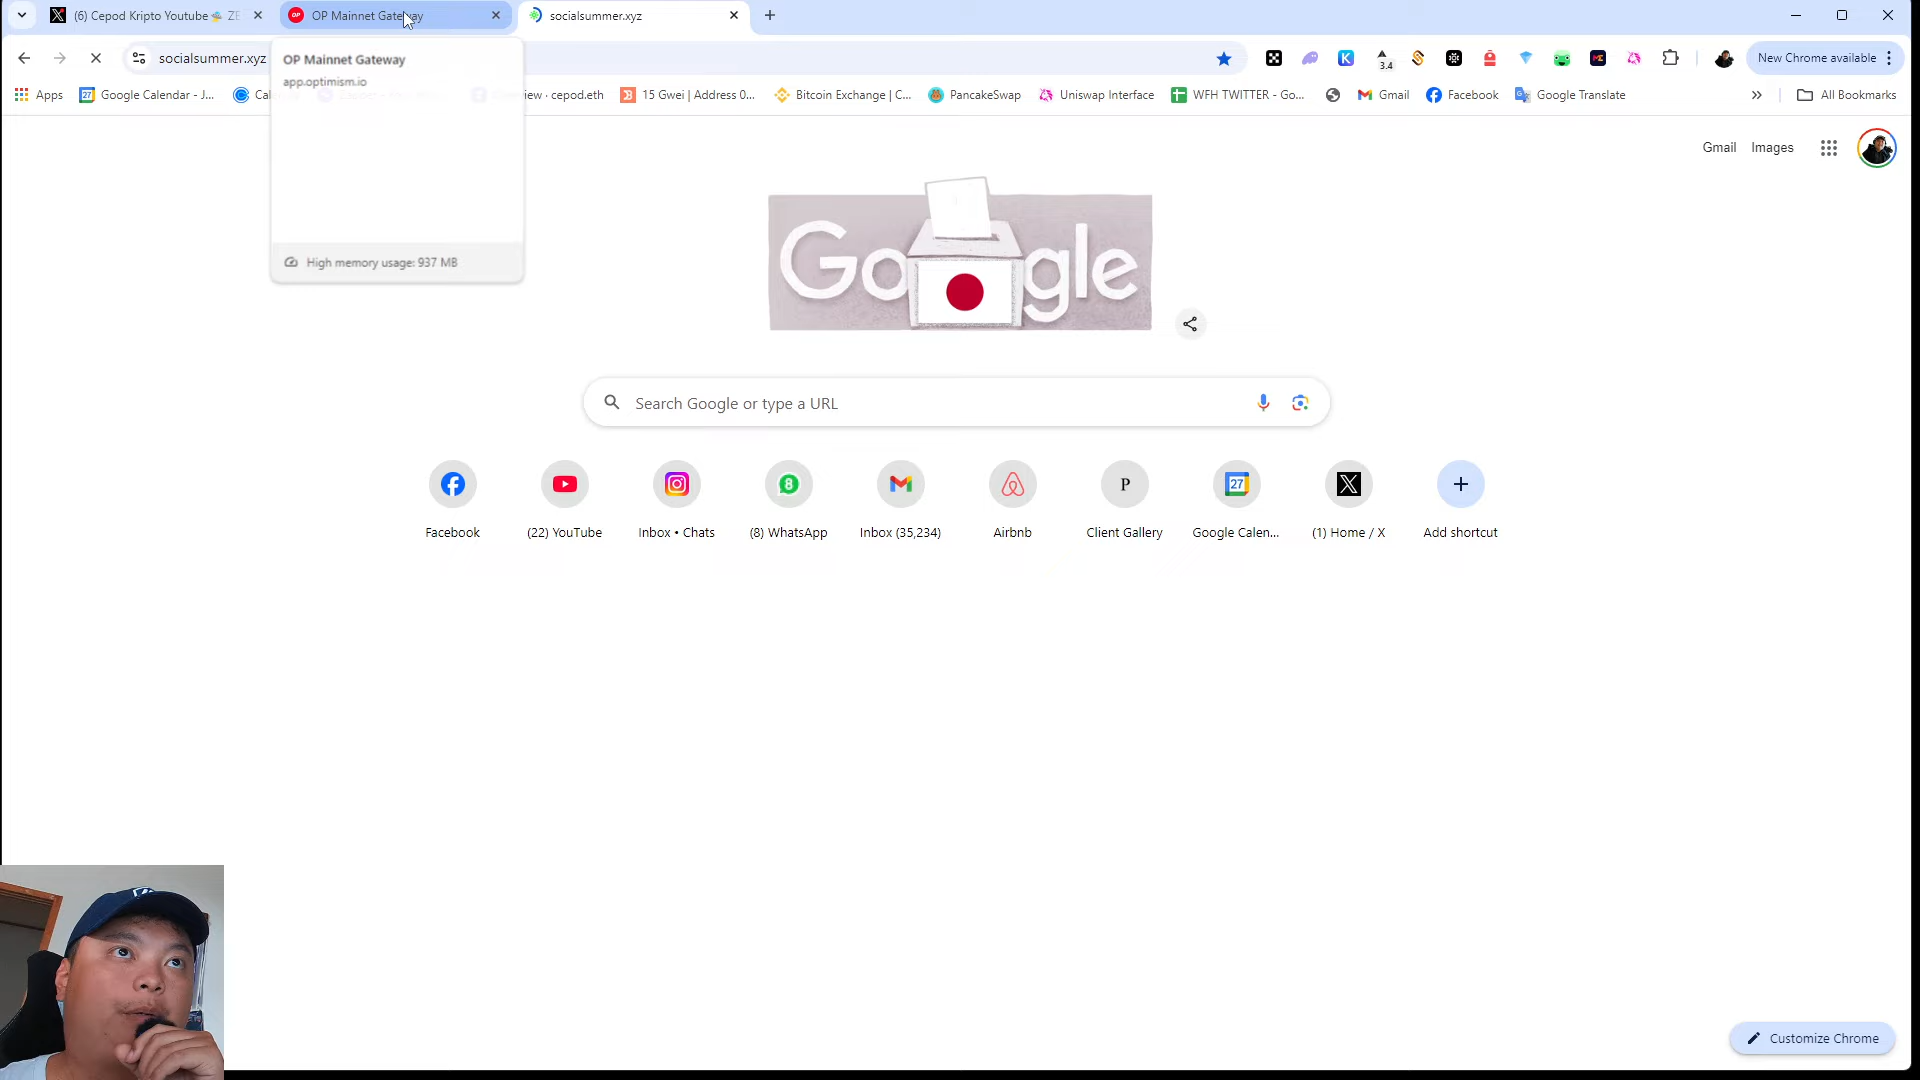 (6) Cepod Kripto Youtube
OP Mainnet Gateway
socialsummer.xyz
socialsummer.xyz
3.4
New Chrome available
OP Mainnet Gateway
app.optimism.io
High memory usage: 937 MB
Apps
Google Calendar - J...
view · cepod.eth
15 Gwei | Address 0...
Bitcoin Exchange | C...
PancakeSwap
Uniswap Interface
WFH TWITTER - Go...
Gmail
Facebook
Google Translate
All Bookmarks
Gmail
Images
Google
Search Google or type a URL
Facebook
(22) YouTube
Inbox • Chats
(8) WhatsApp
Inbox (35,234)
Airbnb
Client Gallery
Google Calen...
(1) Home / X
Add shortcut
Customize Chrome